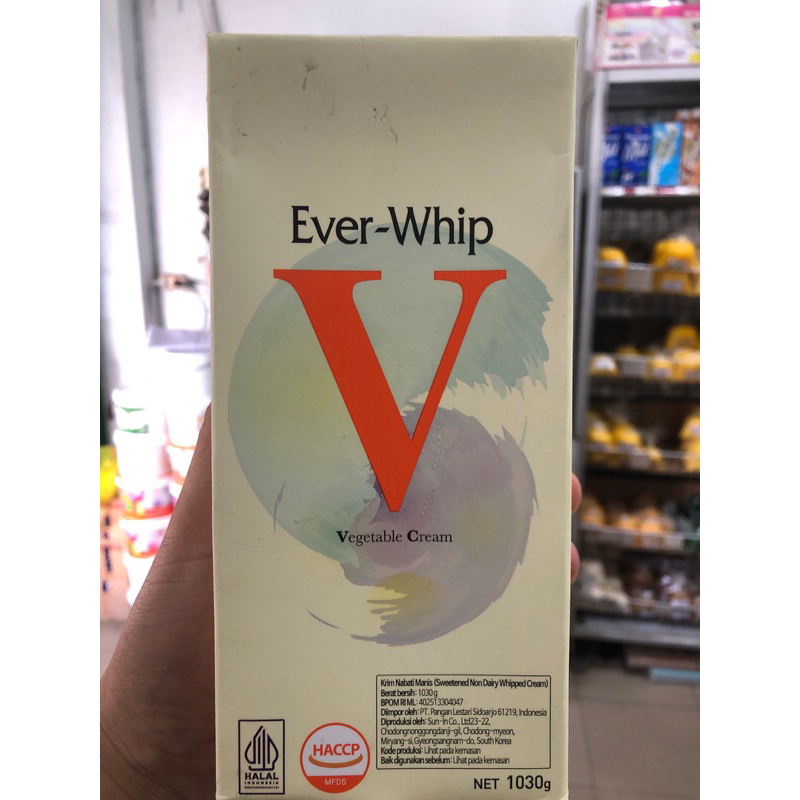 Ever-Whip
V
Vegetable Cream
Krim Nabati Manis (Sweetened Non Dairy Whipped Cream)
Berat bersih: 1030 g
BPOM RI ML: 402513304047
Diimpor oleh: PT. Pangan Lestari Sidoarjo 61219, Indonesia
Diproduksi oleh: Sun-In Co., Ltd23-22,
Chodongnonggongdanji-gil, Chodong-myeon,
Miryang-si, Gyeongsangnam-do, South Korea
Kode produksi: Lihat pada kemasan
Baik digunakan sebelum: Lihat pada kemasan
HALAL
INDONESIA
HACCP
MFDS
NET 1030g